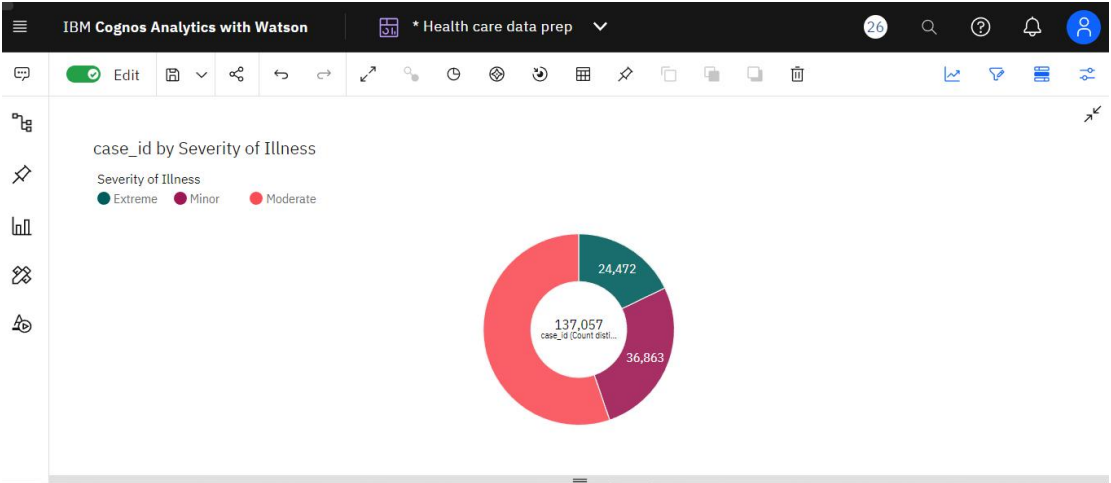 IBM Cognos Analytics with Watson
* Health care data prep
26
Edit
case_id by Severity of Illness
Severity of Illness
Extreme Minor Moderate
24,472
137,057
case_id (Count disti...
36,863